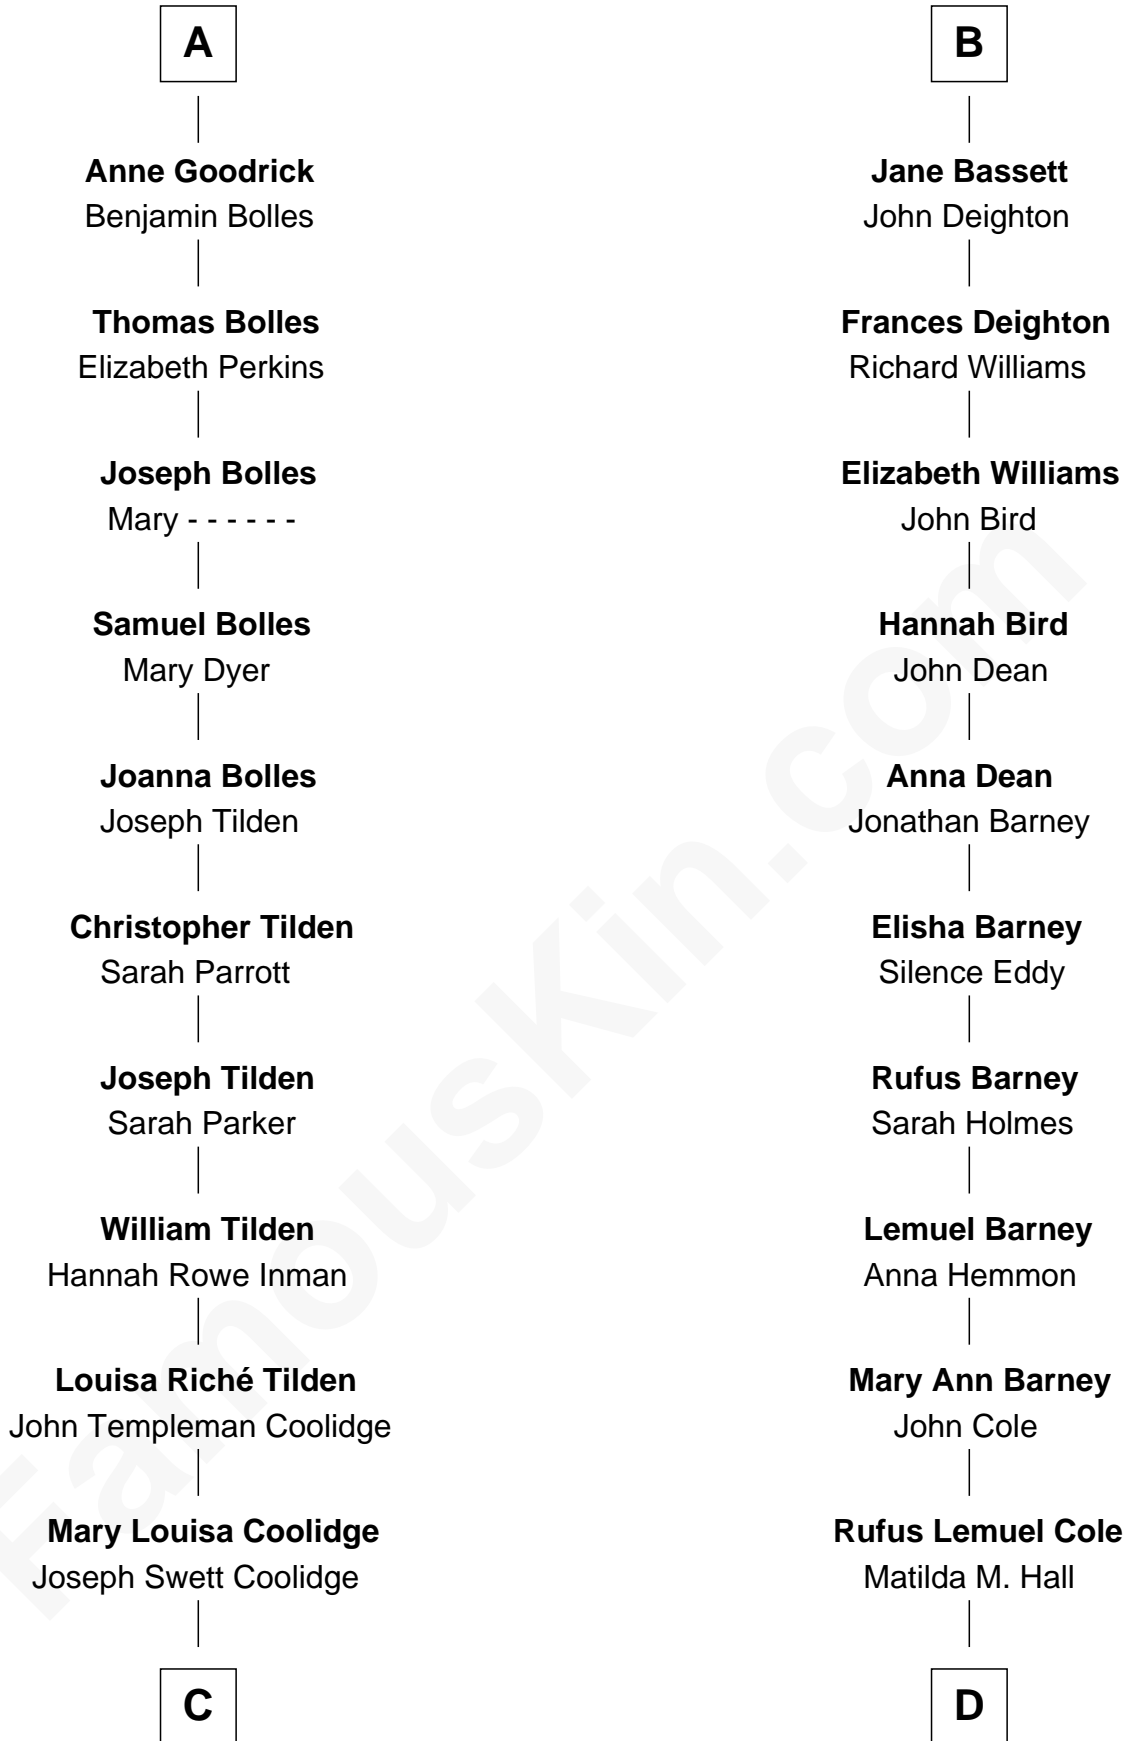 A
Anne Goodrick
Benjamin Bolles
Thomas Bolles
Elizabeth Perkins
Joseph Bolles
Mary - - - - - -
Samuel Bolles
Mary Dyer
Joanna Bolles
Joseph Tilden
Christopher Tilden
Sarah Parrott
Joseph Tilden
Sarah Parker
William Tilden
Hannah Rowe Inman
Louisa Riché Tilden
John Templeman Coolidge
Mary Louisa Coolidge
Joseph Swett Coolidge
C
B
Jane Bassett
John Deighton
Frances Deighton
Richard Williams
Elizabeth Williams
John Bird
Hannah Bird
John Dean
Anna Dean
Jonathan Barney
Elisha Barney
Silence Eddy
Rufus Barney
Sarah Holmes
Lemuel Barney
Anna Hemmon
Mary Ann Barney
John Cole
Rufus Lemuel Cole
Matilda M. Hall
D
FamousKin.com